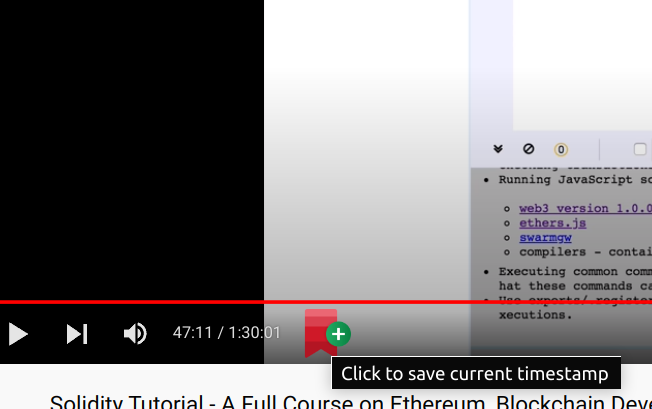 0
• Running JavaScript sc
web3 version 1.0.0
ethers.js
swarmgw
compilers - contai
• Executing common comm
hat these commands ca
Use exports/.register
xecutions.
47:11 / 1:30:01
Click to save current timestamp
Solidity Tutorial - A Full Course on Ethereum, Blockchain Deve